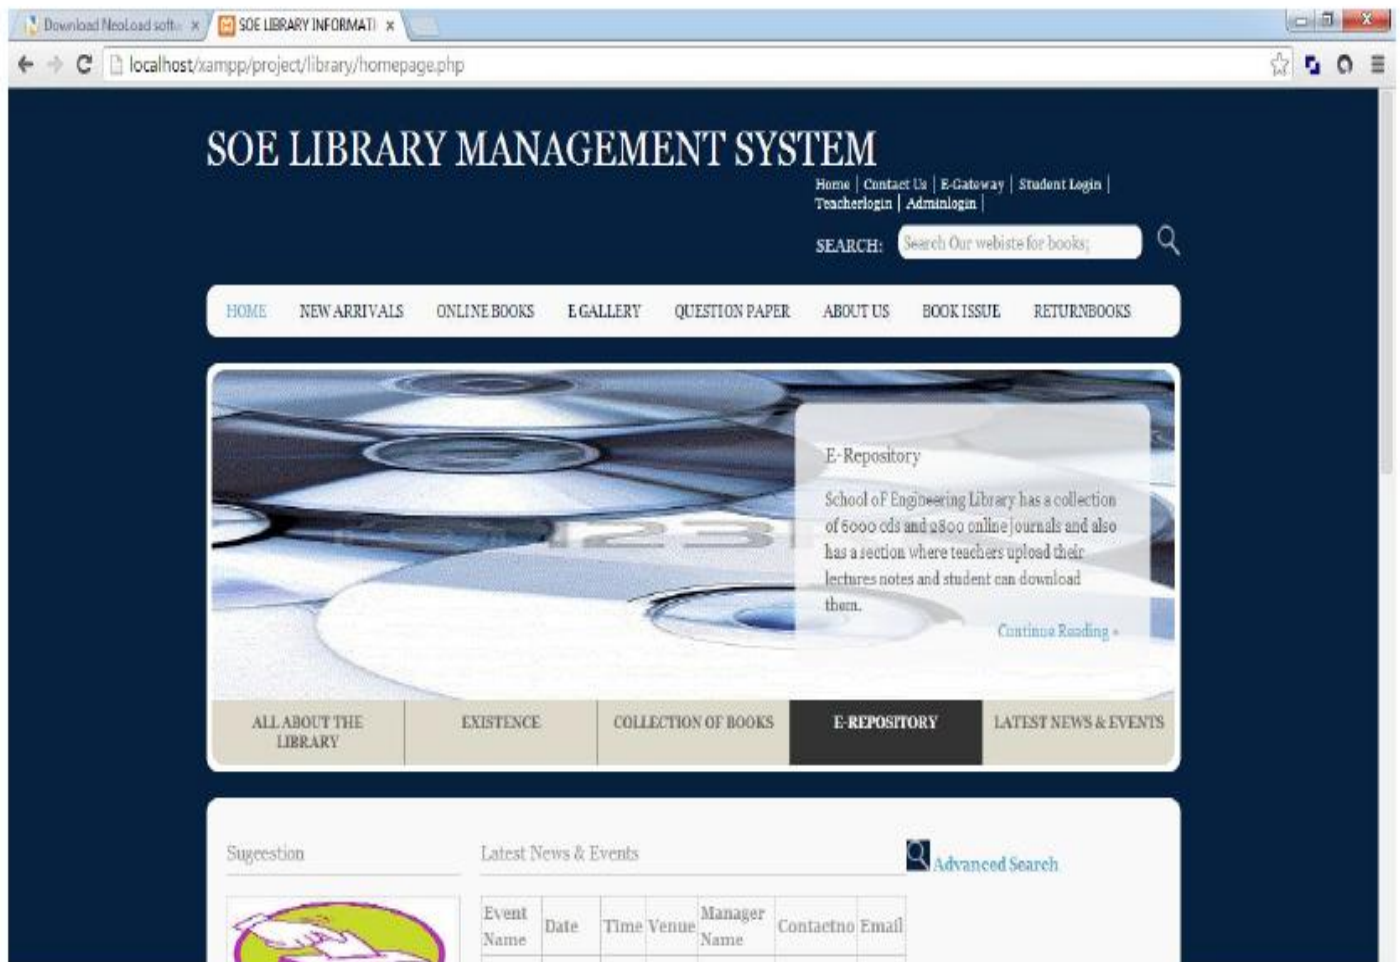 Download NeoLoad softw
SOE LIBRARY INFORMATI
localhost/xampp/project/library/homepage.php
SOE LIBRARY MANAGEMENT SYSTEM
Home | Contact Us | E-Gateway | Student Login |
Teacherlogin | Adminlogin |
SEARCH: Search Our webiste for books;
HOME NEW ARRIVALS ONLINE BOOKS E GALLERY QUESTION PAPER ABOUT US BOOK ISSUE RETURNBOOKS
E-Repository
School oF Engineering Library has a collection
of 6000 cds and 2800 online journals and also
has a section where teachers upload their
lectures notes and student can download
them.
Continue Reading »
ALL ABOUT THE
LIBRARY
EXISTENCE
COLLECTION OF BOOKS
E-REPOSITORY
LATEST NEWS & EVENTS
Sugeestion
Latest News & Events
Advanced Search
Event
Name
Date
Time
Venue
Manager
Name
Contactno
Email